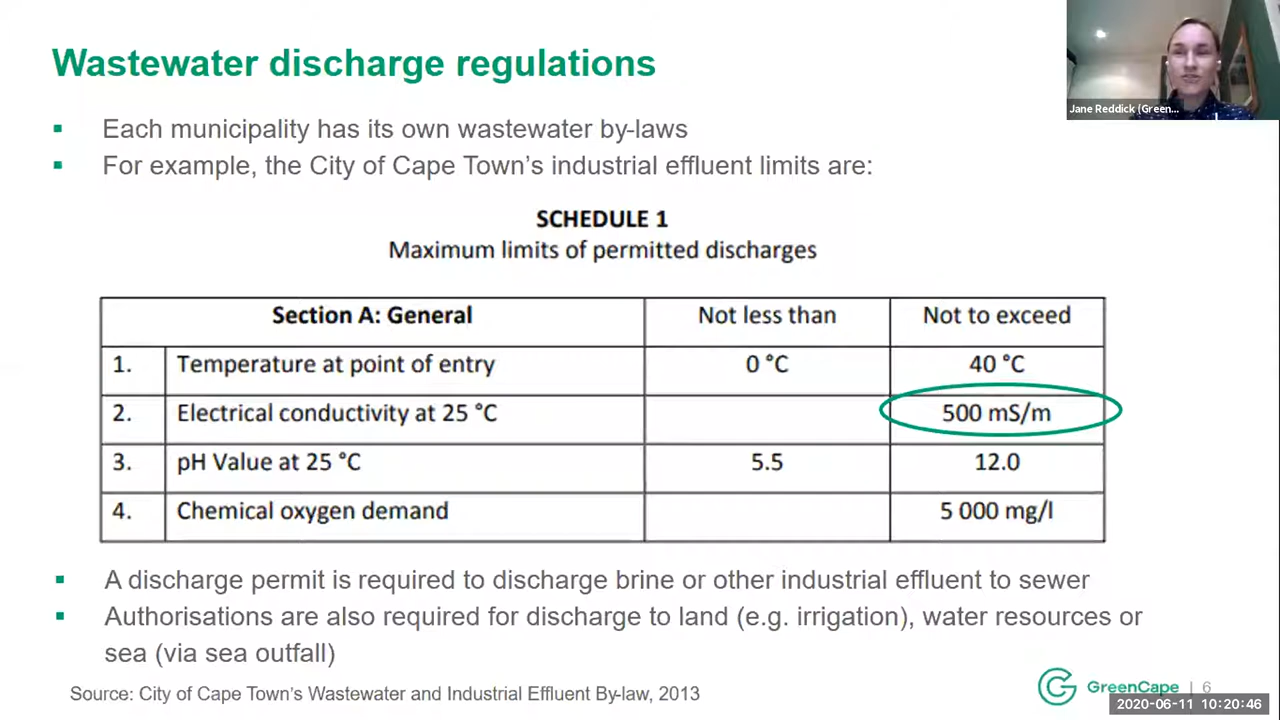 Wastewater discharge regulations
Jane Reddick (Green...
▪ Each municipality has its own wastewater by-laws
▪ For example, the City of Cape Town's industrial effluent limits are:
SCHEDULE 1
Maximum limits of permitted discharges
Section A: General Not less than Not to exceed
1. Temperature at point of entry 0 °C 40 °C
2. Electrical conductivity at 25 °C 500 mS/m
3. pH Value at 25 °C 5.5 12.0
4. Chemical oxygen demand 5 000 mg/l
▪ A discharge permit is required to discharge brine or other industrial effluent to sewer
▪ Authorisations are also required for discharge to land (e.g. irrigation), water resources or
sea (via sea outfall)
Source: City of Cape Town's Wastewater and Industrial Effluent By-law, 2013
GreenCape | 6
2020-06-11 10:20:46